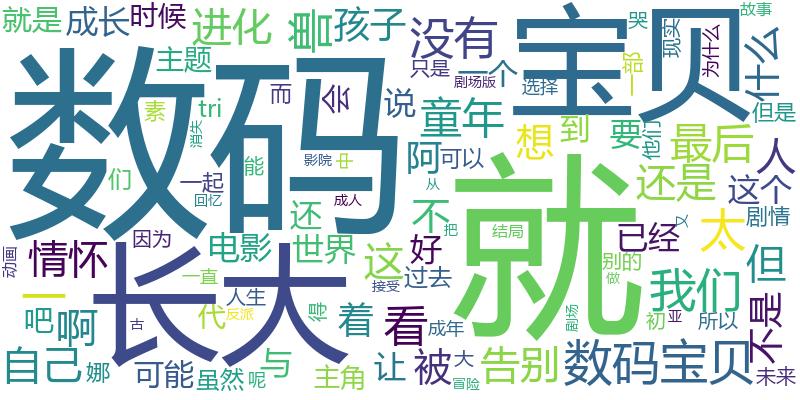 就是
成长
时候
进化
冒
孩子
没有
宝贝
什么
哭
故事
现实
为什么
主题
只是
一个
剧场版
选择
一部
但是
数码
tri
素
消失
而
会
说
童年
想
到
要
他们
最后
人
们
一起
回忆
能
影院
中
成人
阿
可以
从
还是
这个
情怀
因为
电影
还
世界
这
不
好
把
就
结局
已经
又
太
剧情
动画
一
长大
古
一直
人生
过去
接受
别的
做
我们
但
吧
啊
代
反派
得
着
看
成年
剧场
初
亚
所以
不是
自己
娜
可能
虽然
呢
与
主角
让
被
大
冒险
告别
数码宝贝
未来